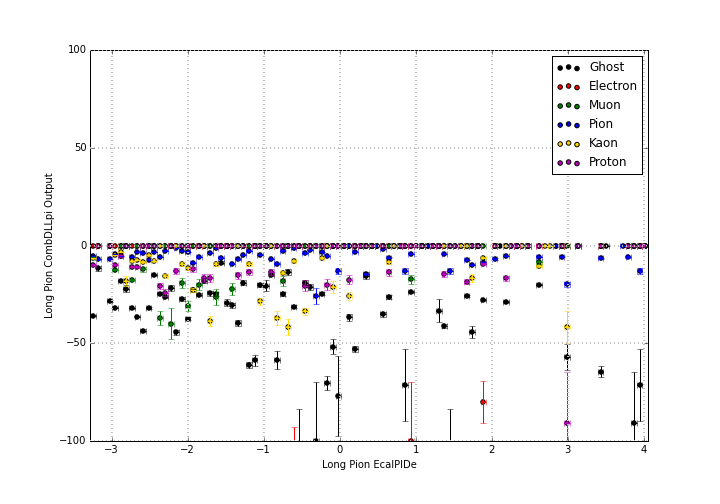 100
50
0
−50
−100
Long Pion CombDLLpi Output
Ghost
Electron
Muon
Pion
Kaon
Proton
−3
−2
−1
0
1
2
3
4
Long Pion EcalPIDe